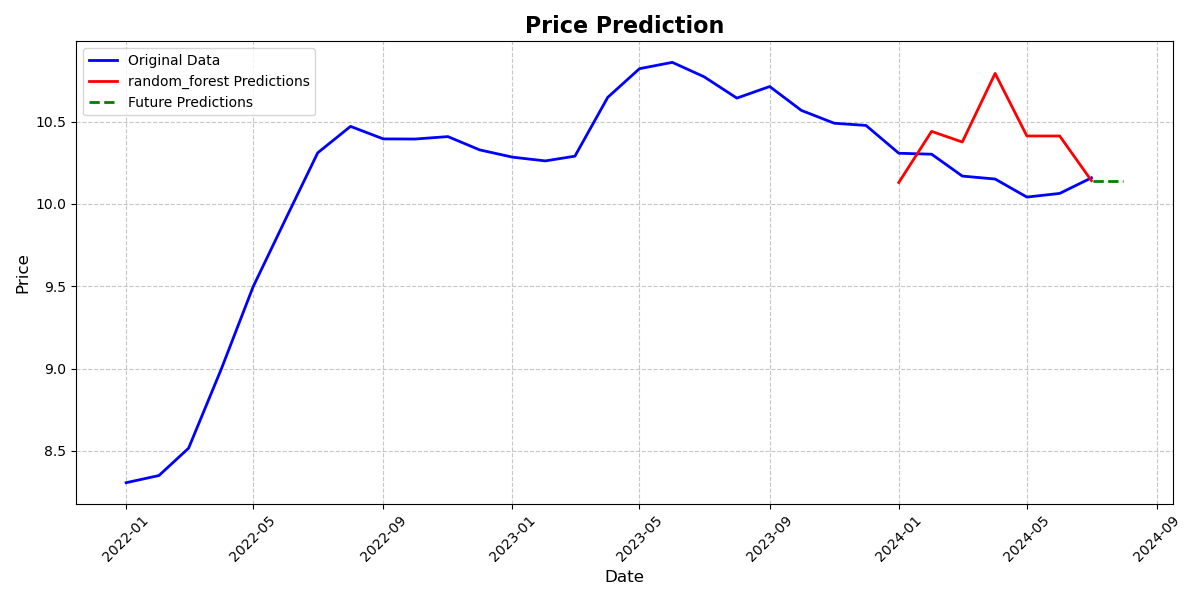 Price Prediction
Original Data
random_forest Predictions
Future Predictions
Price
10.5
10.0
9.5
9.0
8.5
2022-01
2022-05
2022-09
2023-01
2023-05
2023-09
2024-01
2024-05
2024-09
Date